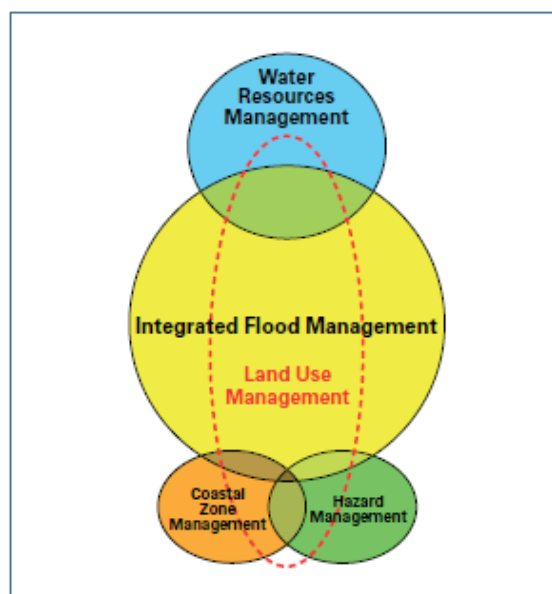 Water
Resources
Management
Integrated Flood Management
Land Use
Management
Coastal
Zone
Management
Hazard
Management